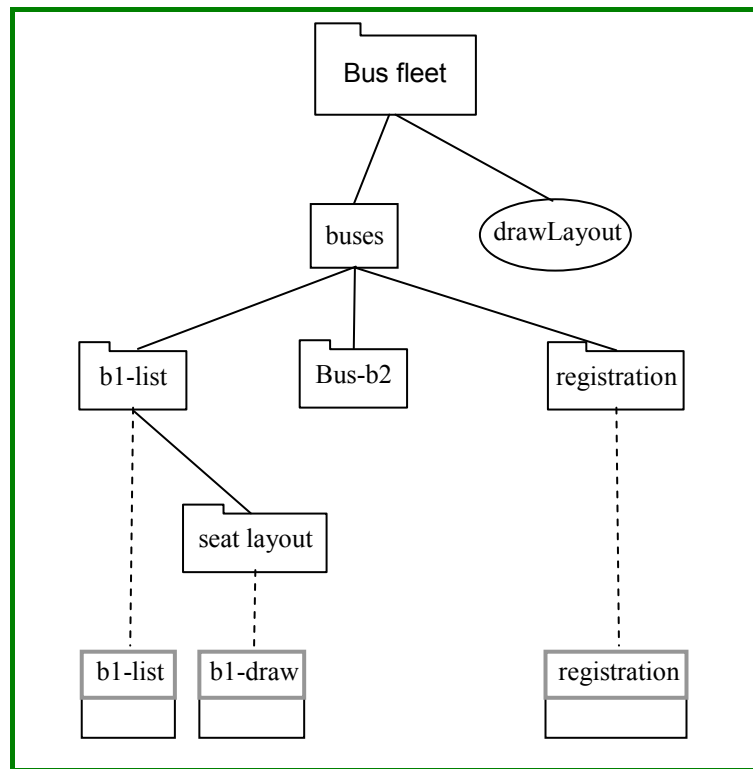 Bus fleet
buses
drawLayout
b1-list
Bus-b2
registration
seat layout
b1-list
b1-draw
registration